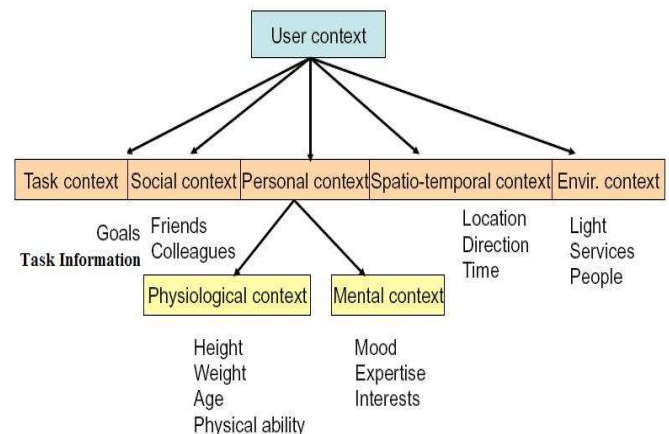 User context
Task context
Social context
Personal context
Spatio-temporal context
Envir. context
Goals
Task Information
Friends
Colleagues
Location
Direction
Time
Light
Services
People
Physiological context
Mental context
Height
Weight
Age
Physical ability
Mood
Expertise
Interests